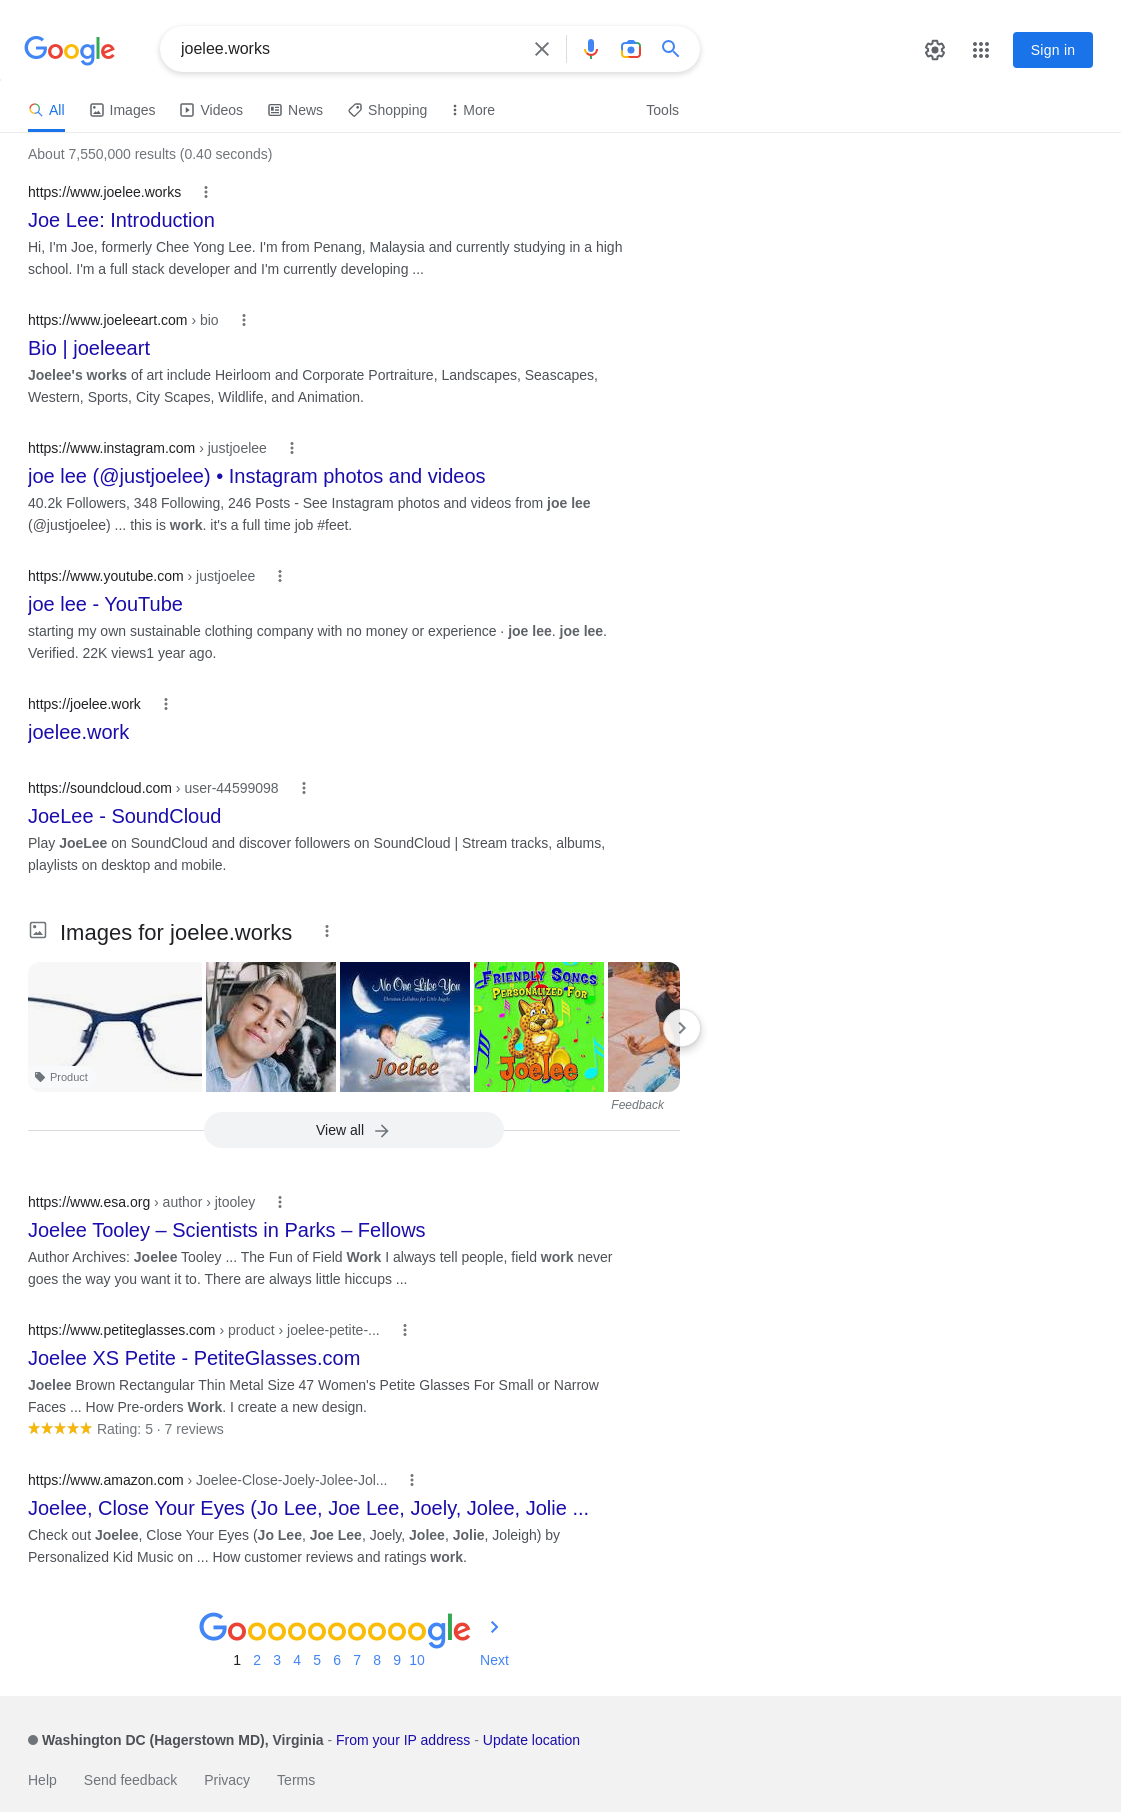 Google
joelee.works
Sign in
All Images Videos News Shopping More Tools
About 7,550,000 results (0.40 seconds)
https://www.joelee.works
Joe Lee: Introduction
Hi, I'm Joe, formerly Chee Yong Lee. I'm from Penang, Malaysia and currently studying in a high
school. I'm a full stack developer and I'm currently developing ...
https://www.joeleeart.com › bio
Bio | joeleeart
Joelee's works of art include Heirloom and Corporate Portraiture, Landscapes, Seascapes,
Western, Sports, City Scapes, Wildlife, and Animation.
https://www.instagram.com › justjoelee
joe lee (@justjoelee) • Instagram photos and videos
40.2k Followers, 348 Following, 246 Posts - See Instagram photos and videos from joe lee
(@justjoelee) ... this is work. it's a full time job #feet.
https://www.youtube.com › justjoelee
joe lee - YouTube
starting my own sustainable clothing company with no money or experience · joe lee. joe lee.
Verified. 22K views1 year ago.
https://joelee.work
joelee.work
https://soundcloud.com › user-44599098
JoeLee - SoundCloud
Play JoeLee on SoundCloud and discover followers on SoundCloud | Stream tracks, albums,
playlists on desktop and mobile.
Images for joelee.works
Product
No One Like You
Christian Lullabies for Little Angels
Joelee
FRIENDLY SONGS
PERSONALIZED FOR
Joelee
Feedback
View all
https://www.esa.org › author › jtooley
Joelee Tooley – Scientists in Parks – Fellows
Author Archives: Joelee Tooley ... The Fun of Field Work I always tell people, field work never
goes the way you want it to. There are always little hiccups ...
https://www.petiteglasses.com › product › joelee-petite-...
Joelee XS Petite - PetiteGlasses.com
Joelee Brown Rectangular Thin Metal Size 47 Women's Petite Glasses For Small or Narrow
Faces ... How Pre-orders Work. I create a new design.
Rating: 5 · 7 reviews
https://www.amazon.com › Joelee-Close-Joely-Jolee-Jol...
Joelee, Close Your Eyes (Jo Lee, Joe Lee, Joely, Jolee, Jolie ...
Check out Joelee, Close Your Eyes (Jo Lee, Joe Lee, Joely, Jolee, Jolie, Joleigh) by
Personalized Kid Music on ... How customer reviews and ratings work.
Goooooooooogle
1 2 3 4 5 6 7 8 9 10 Next
Washington DC (Hagerstown MD), Virginia - From your IP address - Update location
Help Send feedback Privacy Terms